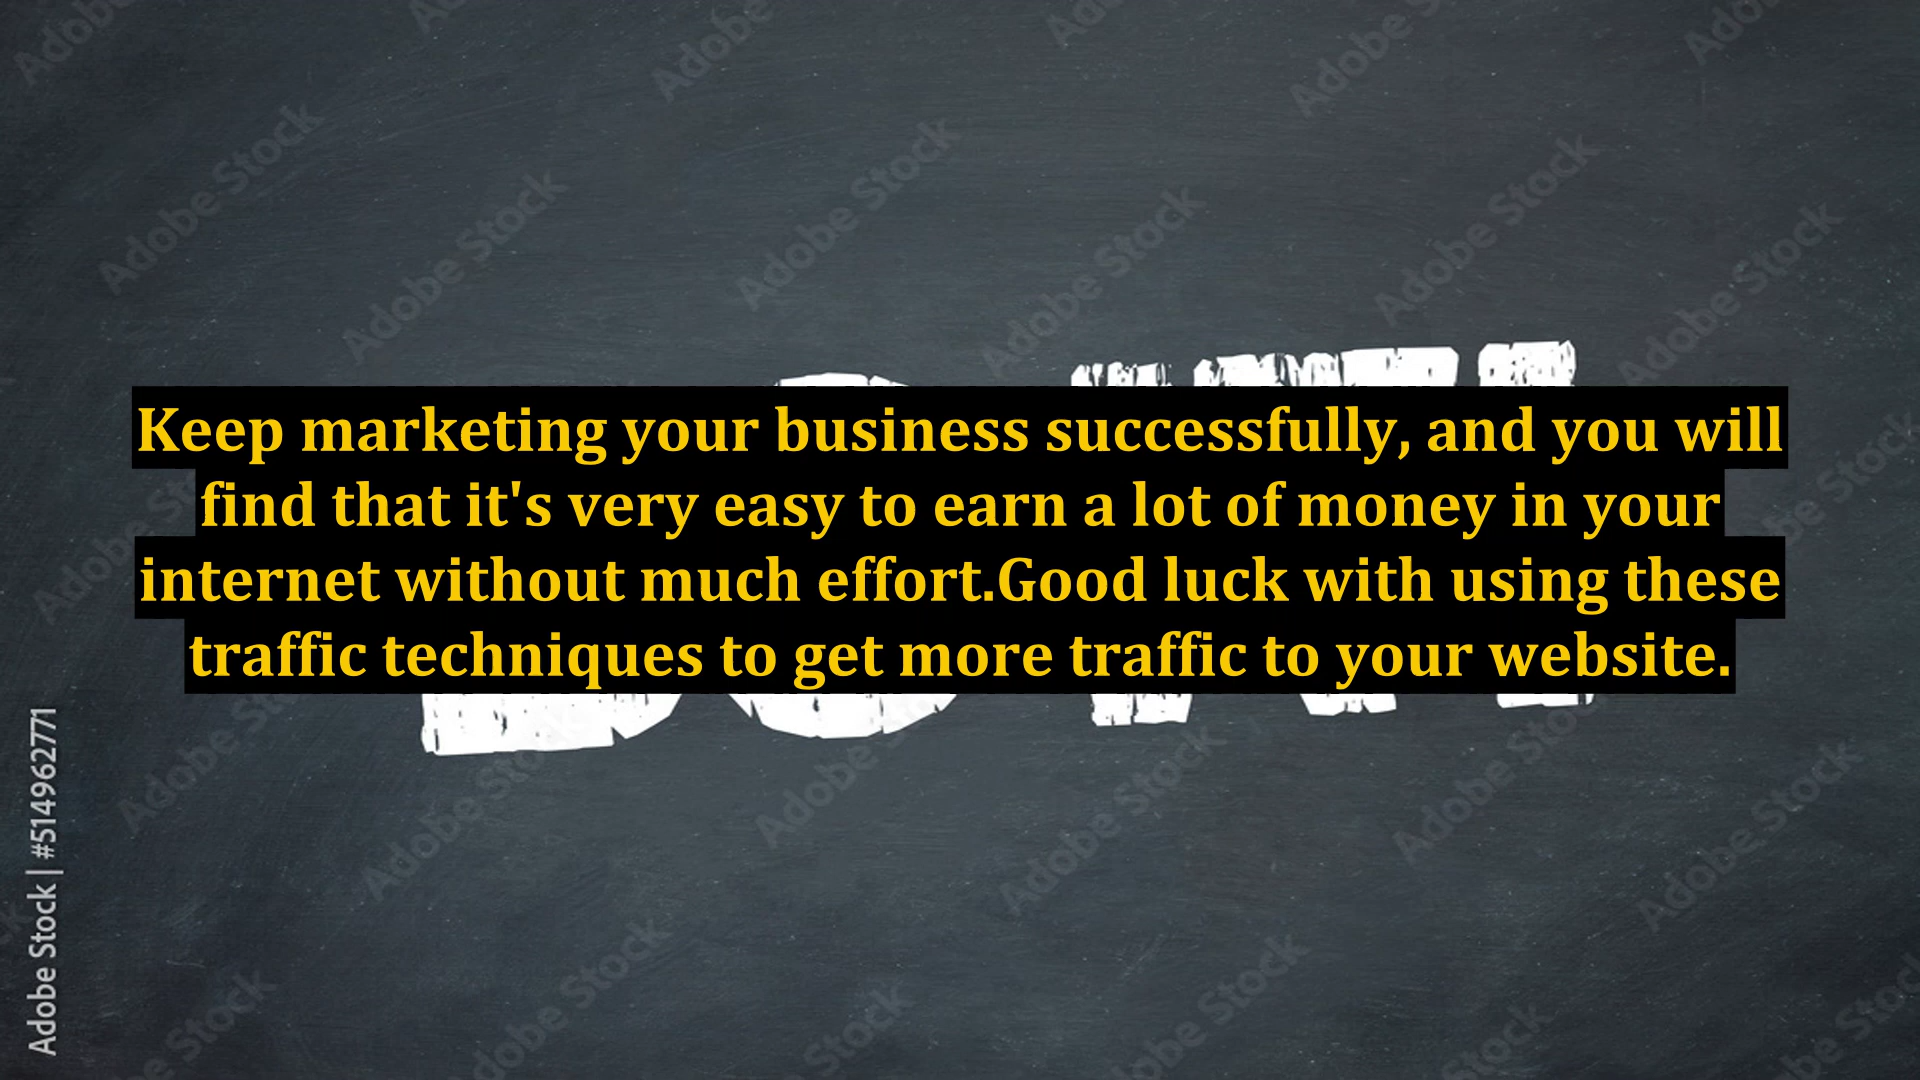 Keep marketing your business successfully, and you will
find that it's very easy to earn a lot of money in your
internet without much effort.Good luck with using these
traffic techniques to get more traffic to your website.
Adobe Stock | #514962771